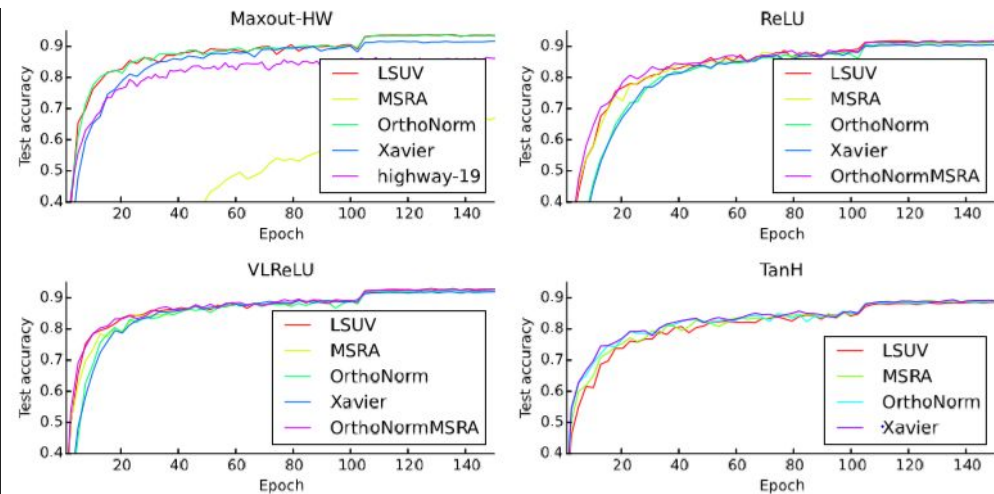 Maxout-HW
Test accuracy
0.9
0.8
0.7
0.6
0.5
0.4
LSUV
MSRA
OrthoNorm
Xavier
highway-19
20 40 60 80 100 120 140
Epoch
ReLU
Test accuracy
0.9
0.8
0.7
0.6
0.5
0.4
LSUV
MSRA
OrthoNorm
Xavier
OrthoNormMSRA
20 40 60 80 100 120 140
Epoch
VLReLU
Test accuracy
0.9
0.8
0.7
0.6
0.5
0.4
LSUV
MSRA
OrthoNorm
Xavier
OrthoNormMSRA
20 40 60 80 100 120 140
Epoch
TanH
Test accuracy
0.9
0.8
0.7
0.6
0.5
0.4
LSUV
MSRA
OrthoNorm
Xavier
20 40 60 80 100 120 140
Epoch